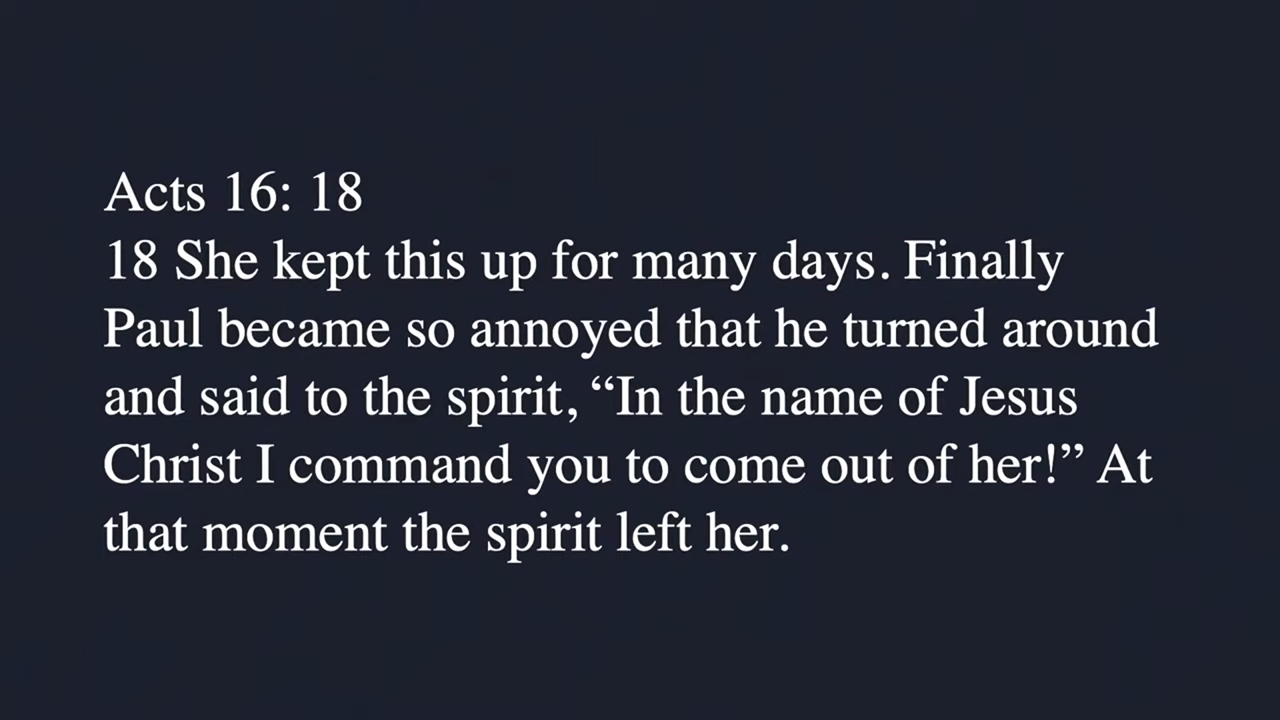 Acts 16: 18
18 She kept this up for many days. Finally
Paul became so annoyed that he turned around
and said to the spirit, “In the name of Jesus
Christ I command you to come out of her!” At
that moment the spirit left her.